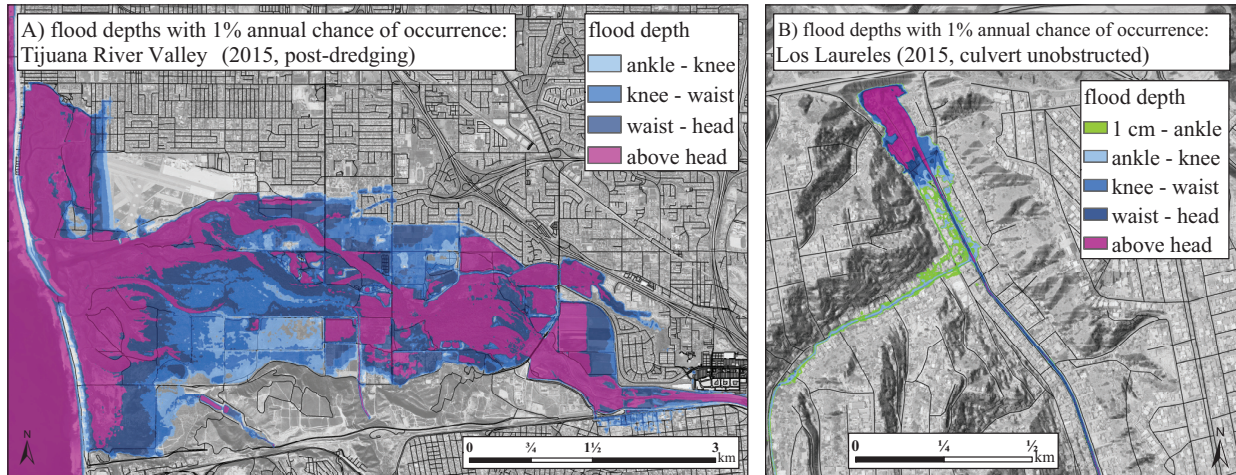 A) flood depths with 1% annual chance of occurrence:
Tijuana River Valley (2015, post-dredging)
flood depth
ankle - knee
knee - waist
waist - head
above head
N
0 ¾ 1½ 3
km
B) flood depths with 1% annual chance of occurrence:
Los Laureles (2015, culvert unobstructed)
flood depth
1 cm - ankle
ankle - knee
knee - waist
waist - head
above head
0 ¼ ½
km
N